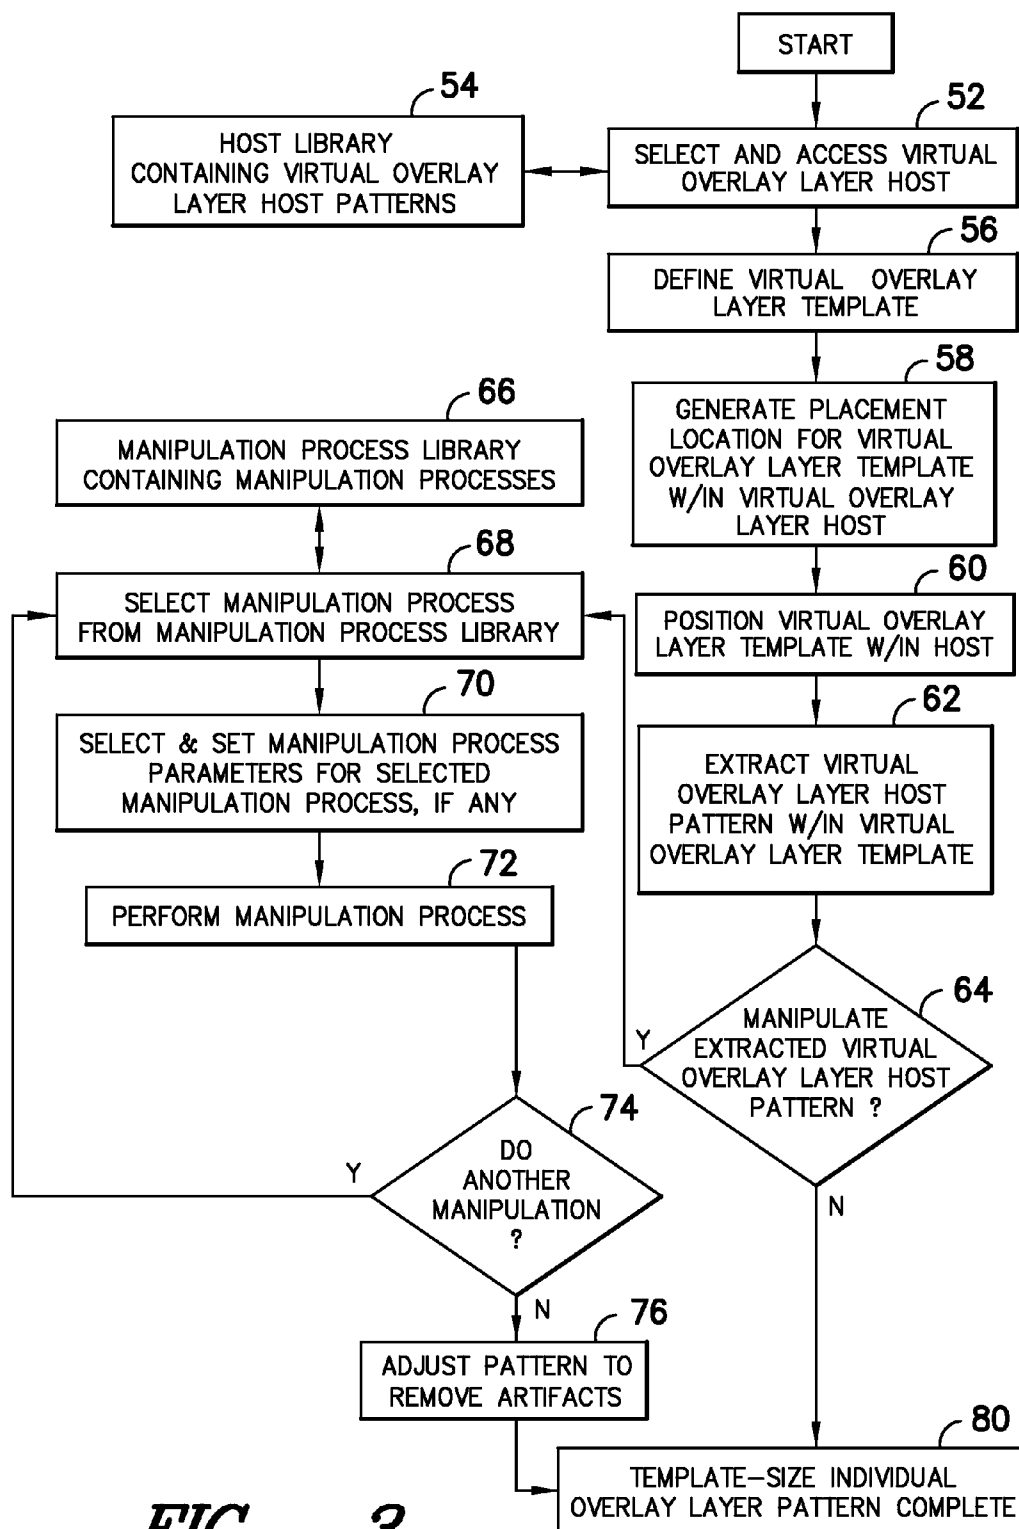 START
54
HOST LIBRARY
CONTAINING VIRTUAL OVERLAY
LAYER HOST PATTERNS
52
SELECT AND ACCESS VIRTUAL
OVERLAY LAYER HOST
56
DEFINE VIRTUAL OVERLAY
LAYER TEMPLATE
58
GENERATE PLACEMENT
LOCATION FOR VIRTUAL
OVERLAY LAYER TEMPLATE
W/IN VIRTUAL OVERLAY
LAYER HOST
60
POSITION VIRTUAL OVERLAY
LAYER TEMPLATE W/IN HOST
62
EXTRACT VIRTUAL
OVERLAY LAYER HOST
PATTERN W/IN VIRTUAL
OVERLAY LAYER TEMPLATE
64
MANIPULATE
EXTRACTED VIRTUAL
OVERLAY LAYER HOST
PATTERN ?
Y
N
66
MANIPULATION PROCESS LIBRARY
CONTAINING MANIPULATION PROCESSES
68
SELECT MANIPULATION PROCESS
FROM MANIPULATION PROCESS LIBRARY
70
SELECT & SET MANIPULATION PROCESS
PARAMETERS FOR SELECTED
MANIPULATION PROCESS, IF ANY
72
PERFORM MANIPULATION PROCESS
74
DO
ANOTHER
MANIPULATION
?
Y
N
76
ADJUST PATTERN TO
REMOVE ARTIFACTS
80
TEMPLATE-SIZE INDIVIDUAL
OVERLAY LAYER PATTERN COMPLETE
FIG. 3